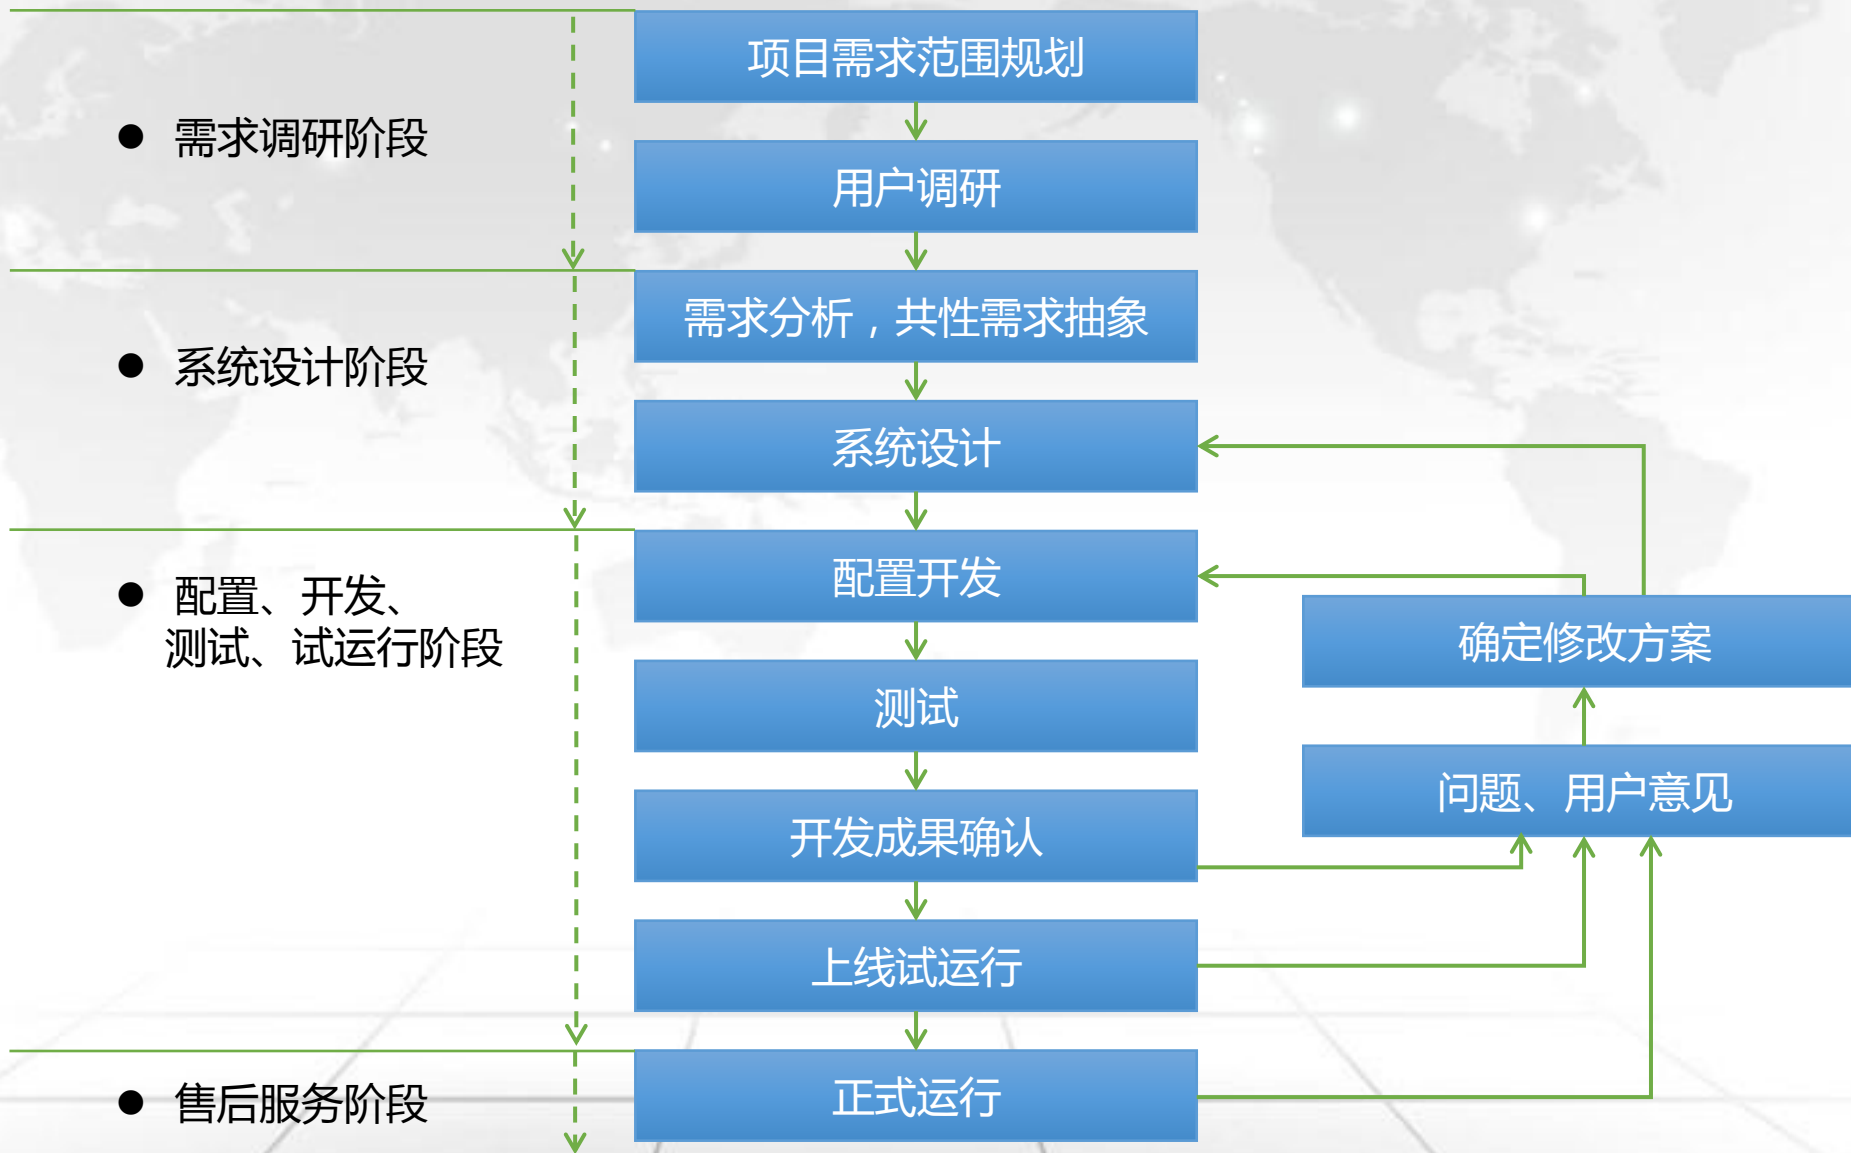 项目需求范围规划
● 需求调研阶段
用户调研
需求分析，共性需求抽象
● 系统设计阶段
系统设计
配置开发
● 配置、开发、
测试、试运行阶段
确定修改方案
测试
问题、用户意见
开发成果确认
上线试运行
正式运行
● 售后服务阶段